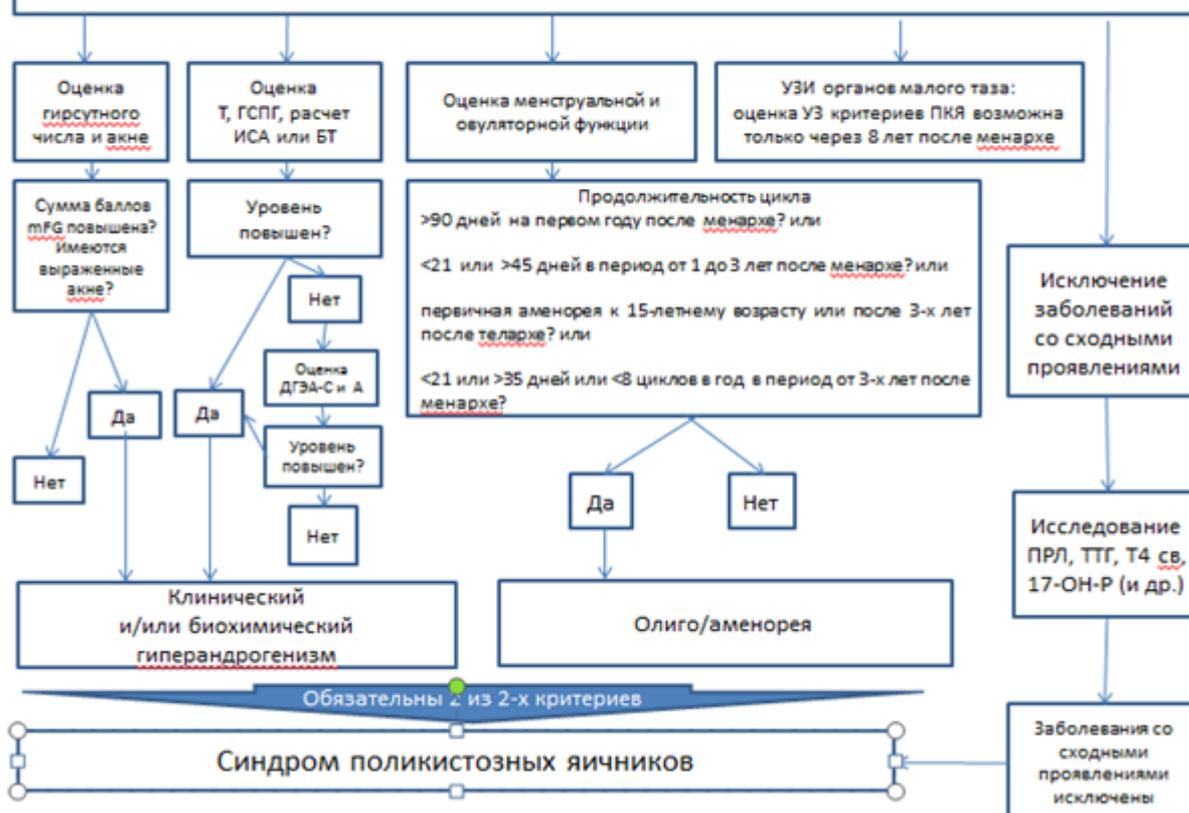 Оценка
гирсутного
числа и акне
Оценка
Т, ГСПГ, расчет
ИСА или БТ
Оценка менструальной и
овуляторной функции
УЗИ органов малого таза:
оценка УЗ критериев ПКЯ возможна
только через 8 лет после менархе
Сумма баллов
mFG повышена?
Имеются
выраженные
акне?
Уровень
повышен?
Продолжительность цикла
>90 дней на первом году после менархе? или
<21 или >45 дней в период от 1 до 3 лет после менархе? или
первичная аменорея к 15-летнему возрасту или после 3-х лет
после телархе? или
<21 или >35 дней или <8 циклов в год в период от 3-х лет после
менархе?
Исключение
заболеваний
со сходными
проявлениями
Нет
Оценка
ДГЭА-С и А
Да
Да
Уровень
повышен?
Нет
Нет
Да
Нет
Исследование
ПРЛ, ТТГ, Т4 св,
17-ОН-Р (и др.)
Клинический
и/или биохимический
гиперандрогенизм
Олиго/аменорея
Обязательны 2 из 2-х критериев
Синдром поликистозных яичников
Заболевания со
сходными
проявлениями
исключены